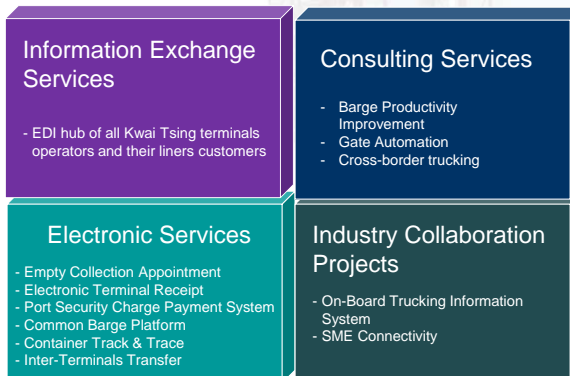 Information Exchange
Services
- EDI hub of all Kwai Tsing terminals
operators and their liners customers
Consulting Services
- Barge Productivity
Improvement
- Gate Automation
- Cross-border trucking
Electronic Services
- Empty Collection Appointment
- Electronic Terminal Receipt
- Port Security Charge Payment System
- Common Barge Platform
- Container Track & Trace
- Inter-Terminals Transfer
Industry Collaboration
Projects
- On-Board Trucking Information
System
- SME Connectivity